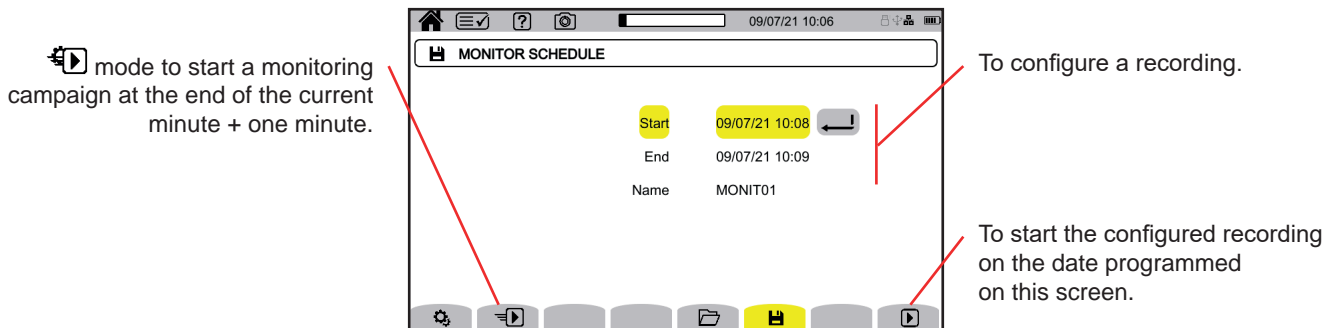 09/07/21 10:06
MONITOR SCHEDULE
mode to start a monitoring
campaign at the end of the current
minute + one minute.
To configure a recording.
Start 09/07/21 10:08
End 09/07/21 10:09
Name MONIT01
To start the configured recording
on the date programmed
on this screen.